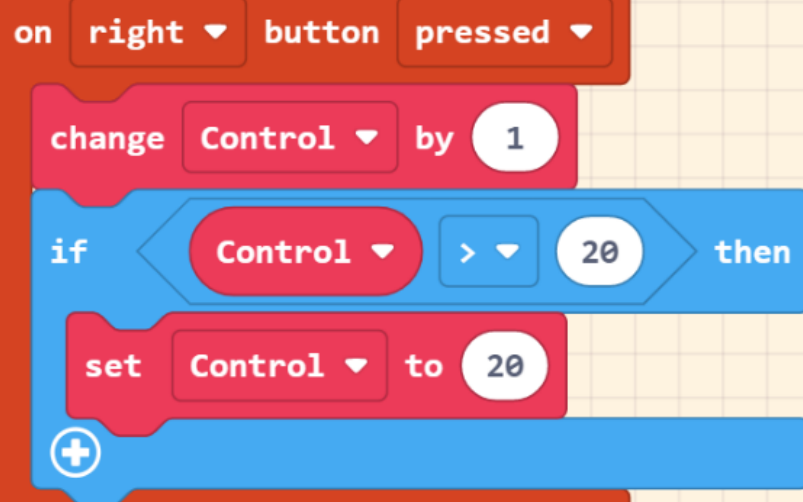 on right button pressed
change Control by 1
if Control > 20 then
set Control to 20